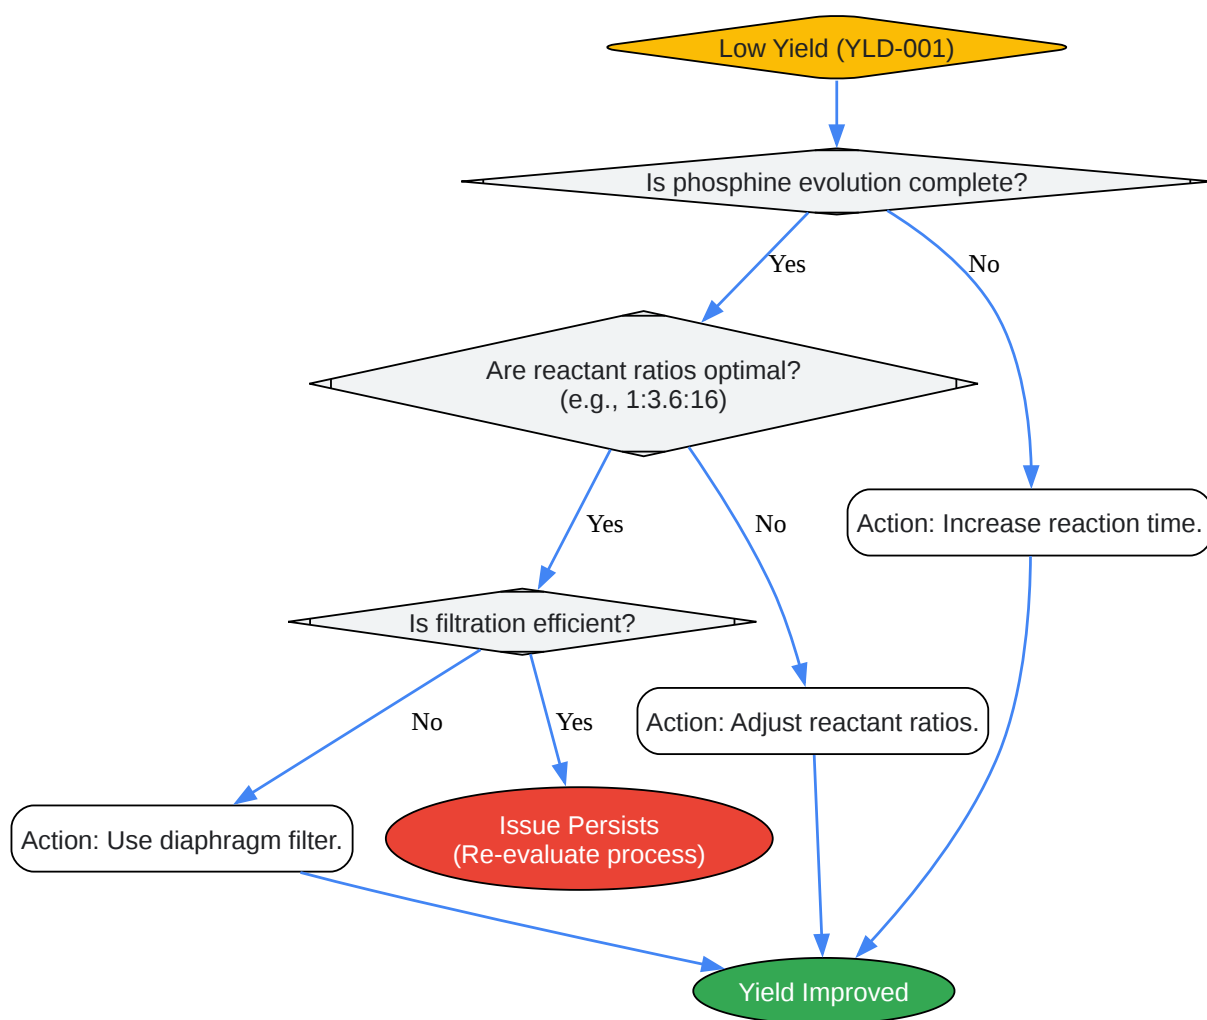 Low Yield (YLD-001)
Is phosphine evolution complete?
Yes
No
Are reactant ratios optimal?
(e.g., 1:3.6:16)
Yes
No
Action: Increase reaction time.
Is filtration efficient?
No
Yes
Action: Adjust reactant ratios.
Action: Use diaphragm filter.
Issue Persists
(Re-evaluate process)
Yield Improved